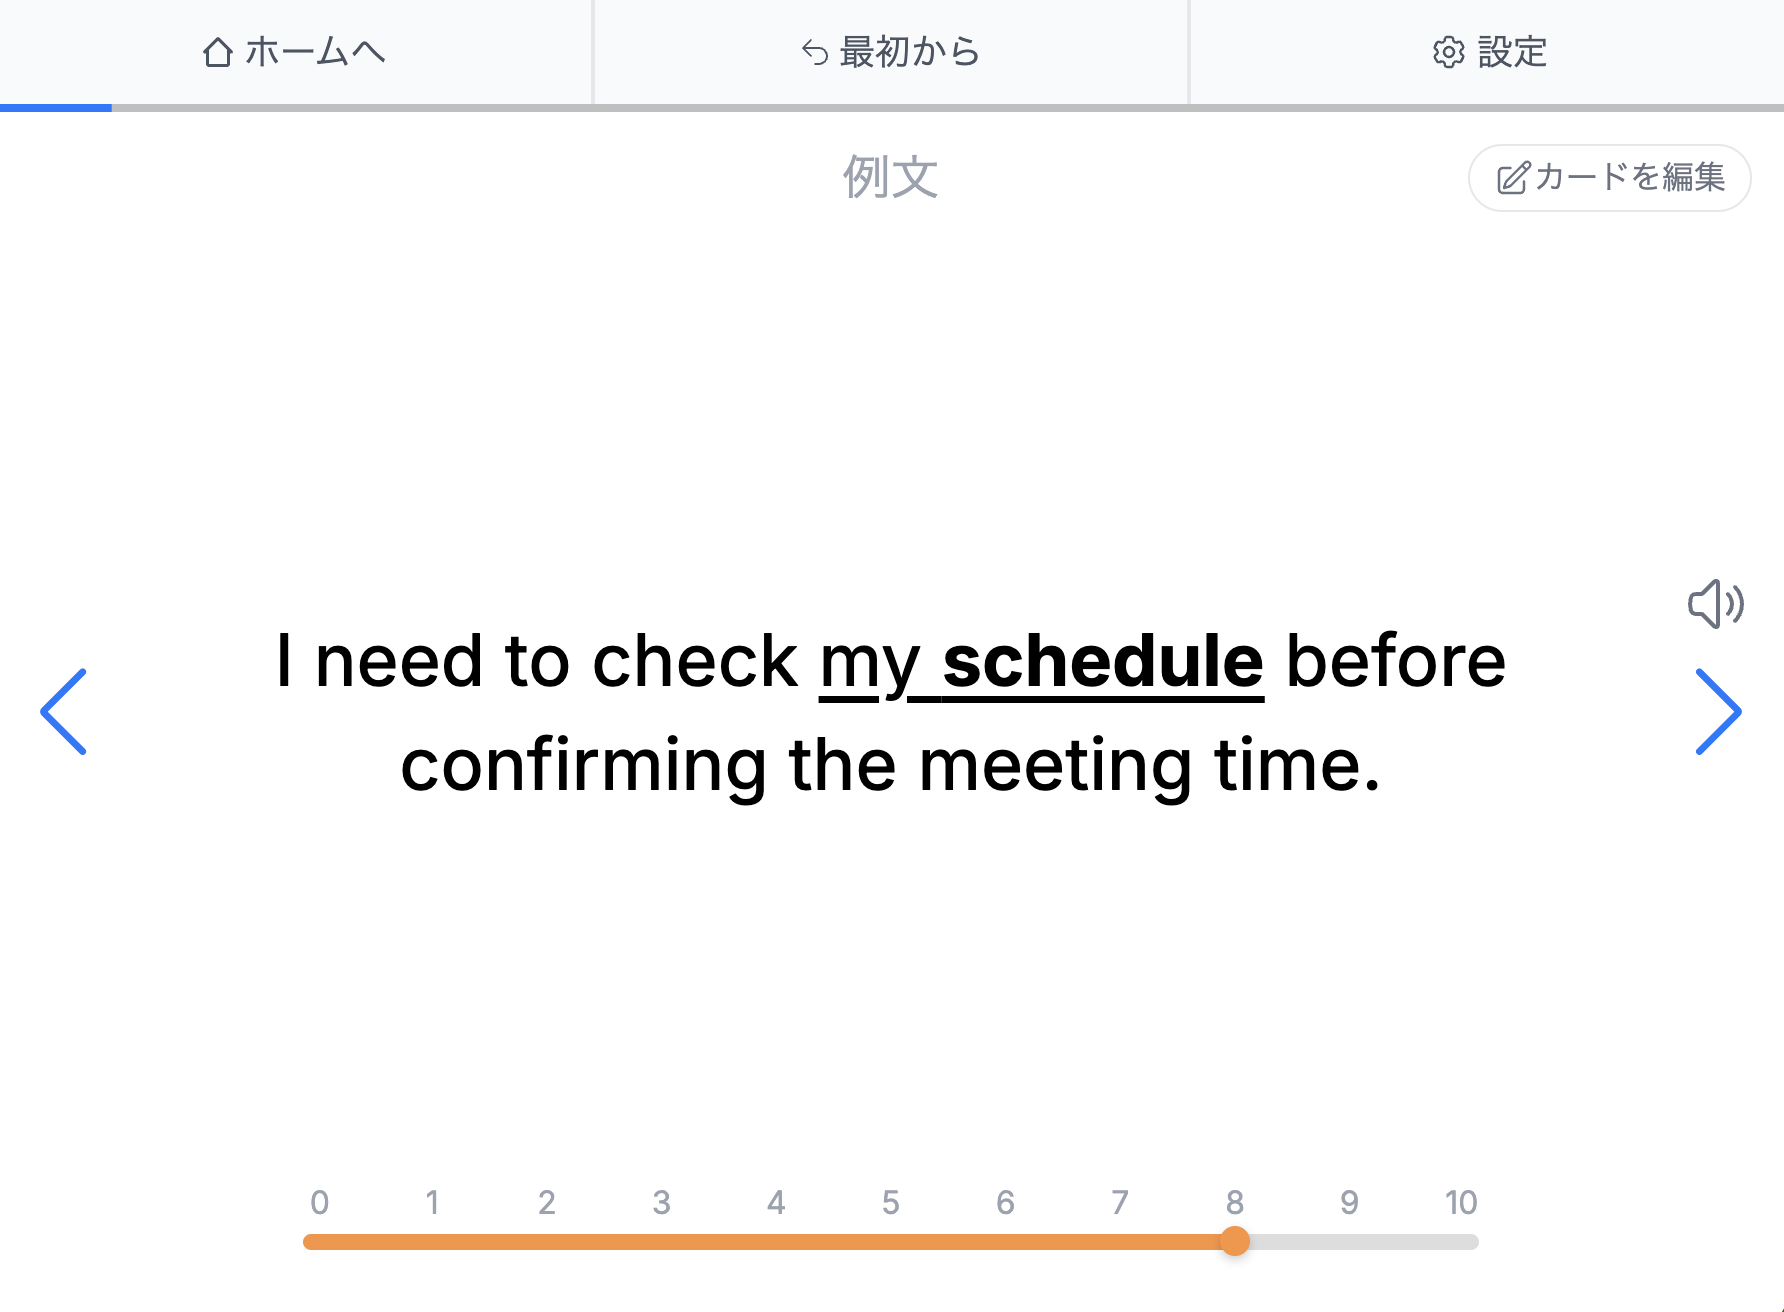 ホームへ
最初から
設定
例文
カードを編集
I need to check my schedule before
confirming the meeting time.
0 1 2 3 4 5 6 7 8 9 10